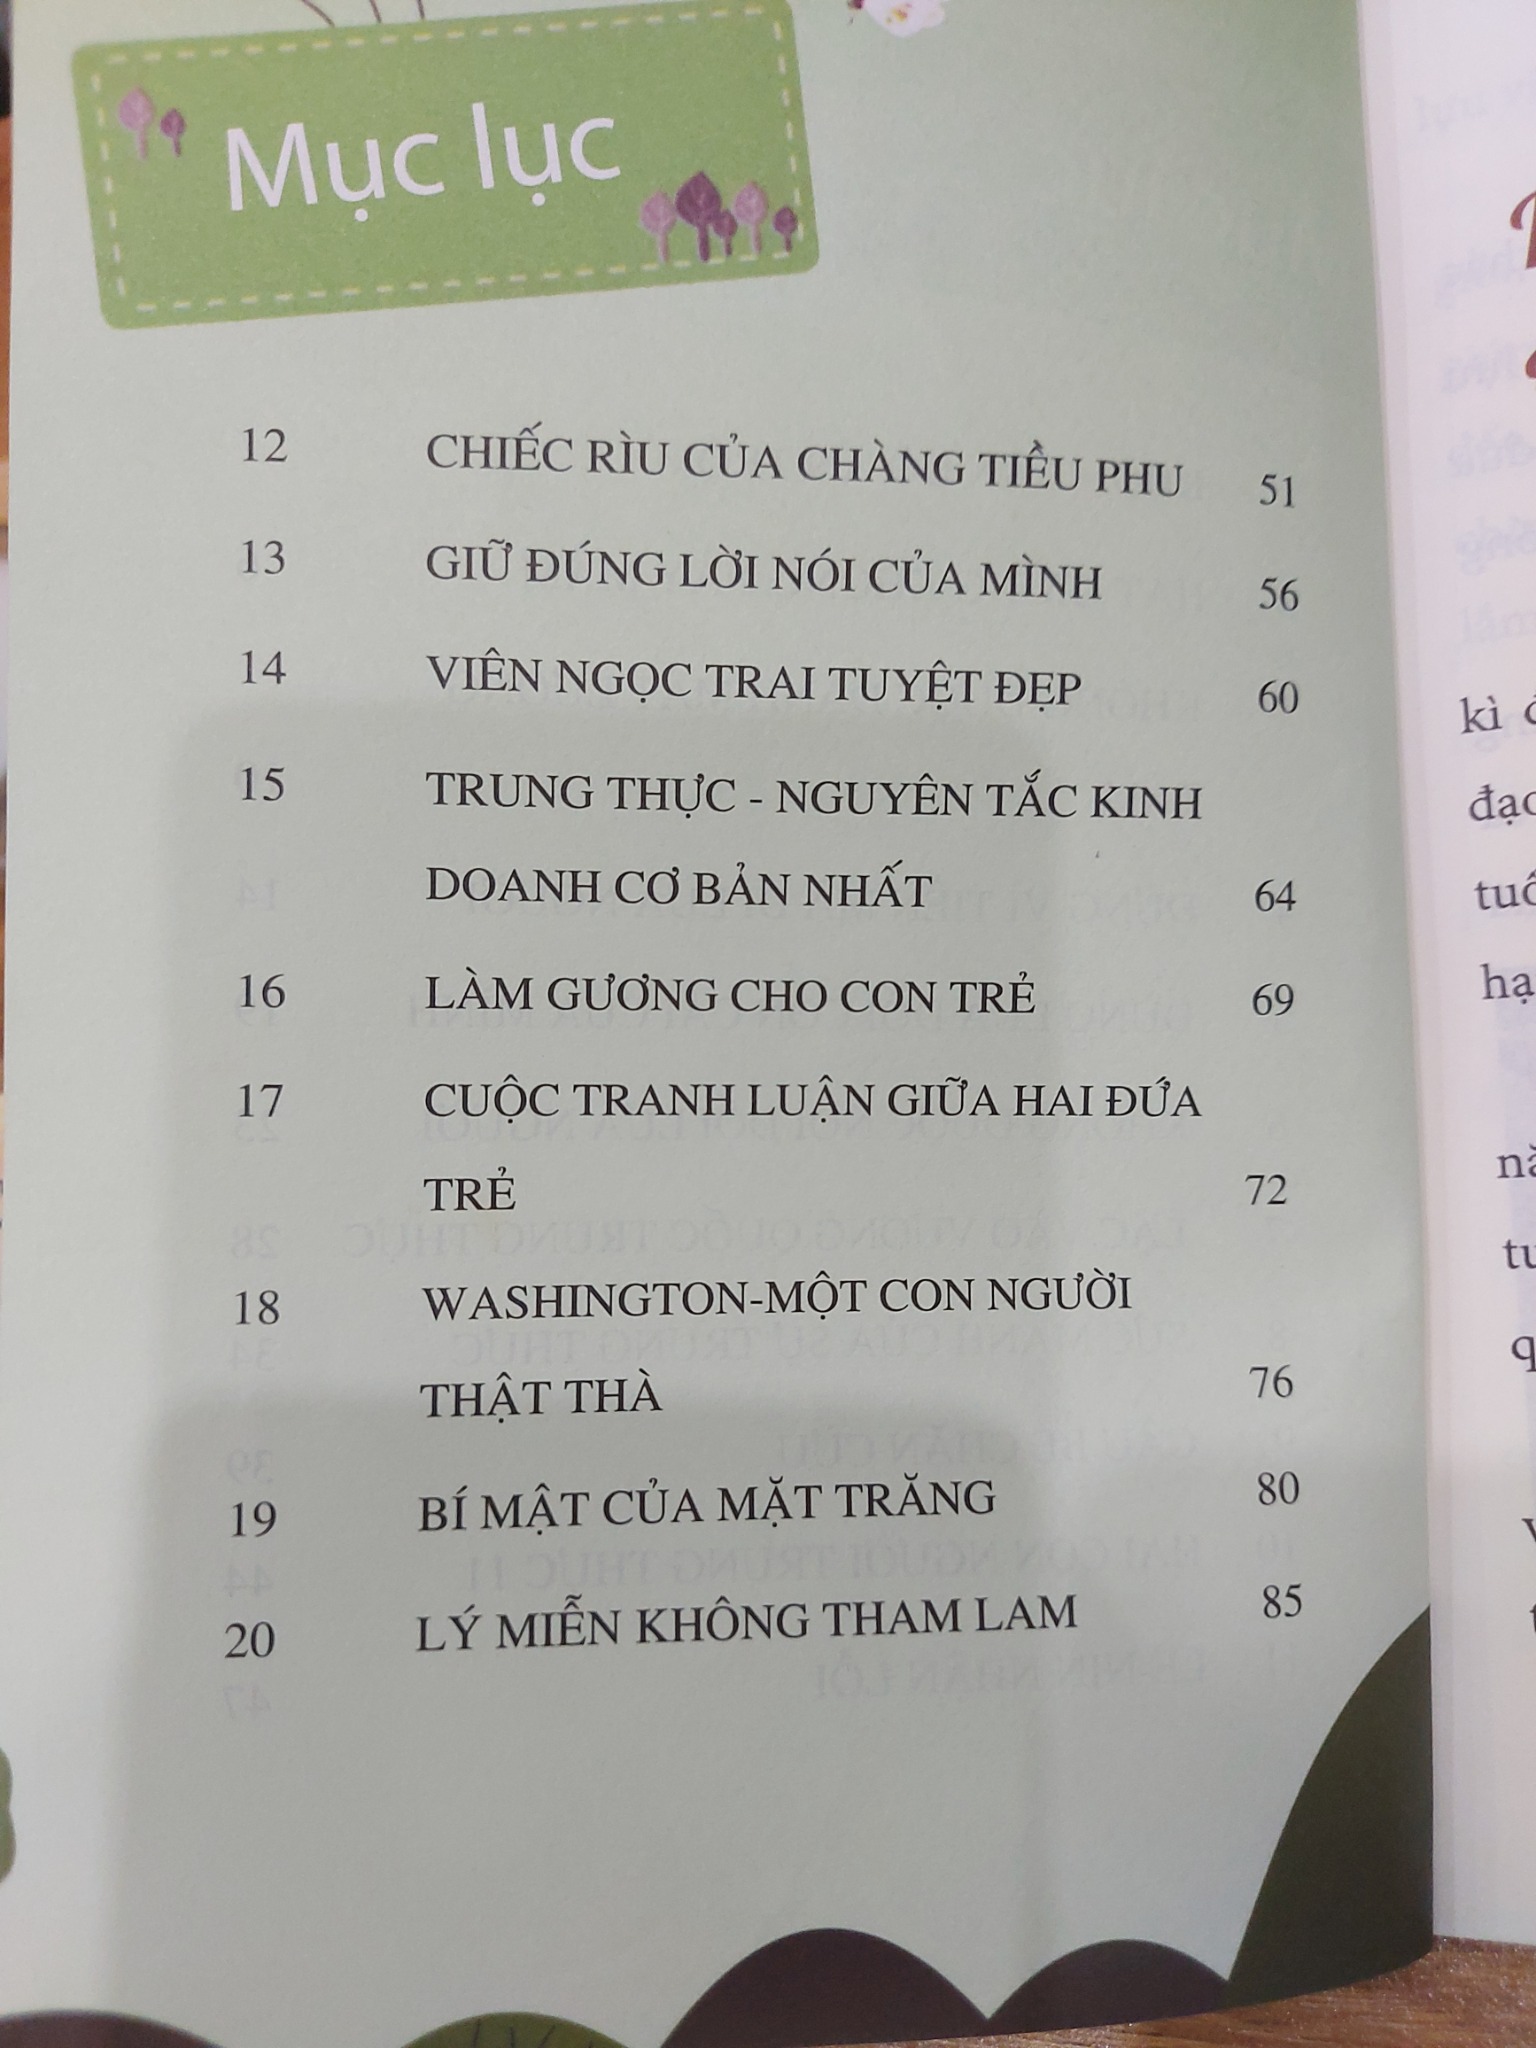 Mục lục
12 CHIẾC RÌU CỦA CHÀNG TIỀU PHU 51
13 GIỮ ĐÚNG LỜI NÓI CỦA MÌNH 56
14 VIÊN NGỌC TRAI TUYỆT ĐẸP 60
15 TRUNG THỰC - NGUYÊN TẮC KINH
DOANH CƠ BẢN NHẤT 64
16 LÀM GƯƠNG CHO CON TRẺ 69
17 CUỘC TRANH LUẬN GIỮA HAI ĐỨA
TRẺ 72
18 WASHINGTON-MỘT CON NGƯỜI
THẬT THÀ 76
19 BÍ MẬT CỦA MẶT TRĂNG 80
20 LÝ MIỄN KHÔNG THAM LAM 85
kì